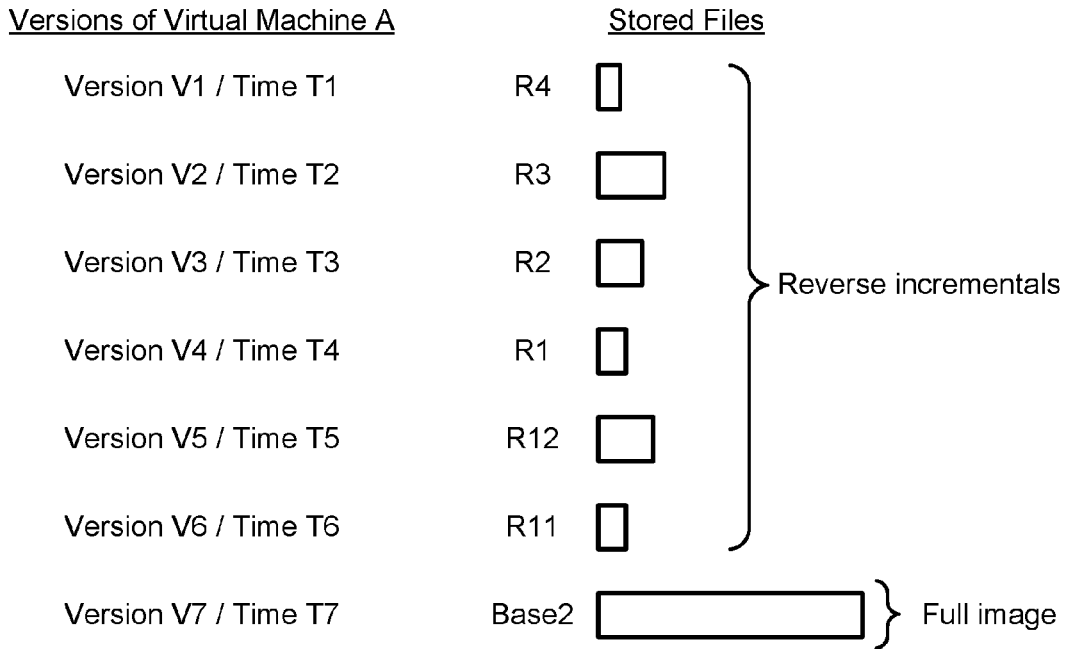 Versions of Virtual Machine A    Stored Files
Version V1 / Time T1    R4
Version V2 / Time T2    R3
Version V3 / Time T3    R2
Reverse incrementals
Version V4 / Time T4    R1
Version V5 / Time T5    R12
Version V6 / Time T6    R11
Version V7 / Time T7    Base2    Full image